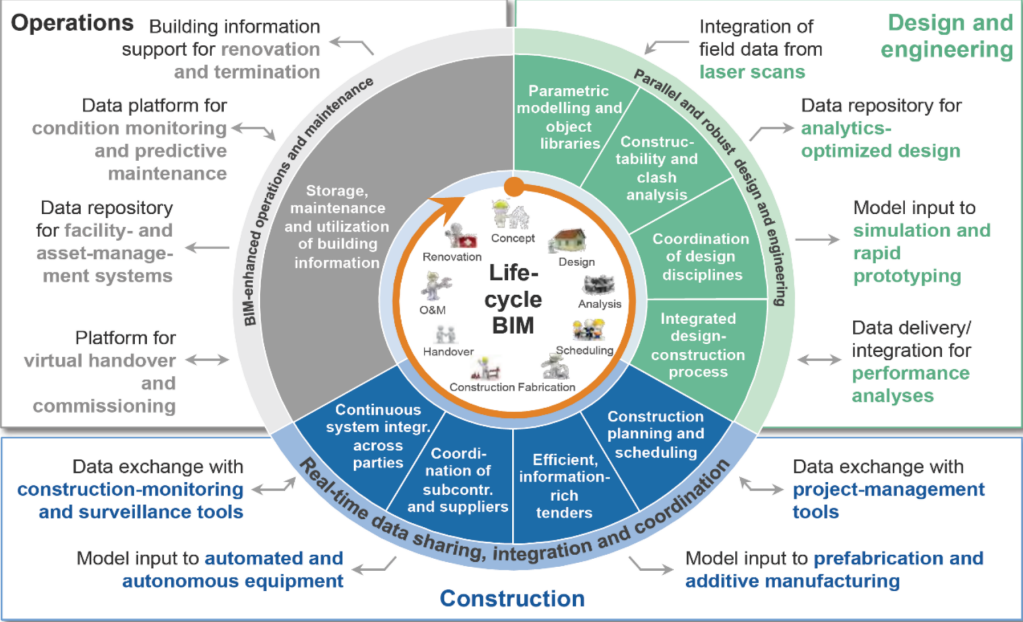 Operations
Building information
support for renovation
and termination
Data platform for
condition monitoring
and predictive
maintenance
Data repository
for facility- and
asset-manage-
ment systems
Platform for
virtual handover
and
commissioning
BIM-enhanced operations and maintenance
Storage,
maintenance
and utilization
of building
information
Design and
engineering
Integration of
field data from
laser scans
Data repository for
analytics-
optimized design
Model input to
simulation and
rapid
prototyping
Data delivery/
integration for
performance
analyses
Parallel and robust design and engineering
Parametric
modelling and
object
libraries
Construc-
tability and
clash
analysis
Coordination
of design
disciplines
Integrated
design-
construction
process
Life-
cycle
BIM
Concept
Design
Analysis
Scheduling
Fabrication
Construction
Handover
O&M
Renovation
Construction
planning and
scheduling
Efficient,
information-
rich
tenders
Coordi-
nation of
subcontr.
and suppliers
Continuous
system integr.
across
parties
Real-time data sharing, integration and coordination
Data exchange with
construction-monitoring
and surveillance tools
Model input to automated and
autonomous equipment
Data exchange with
project-management
tools
Model input to prefabrication and
additive manufacturing
Construction